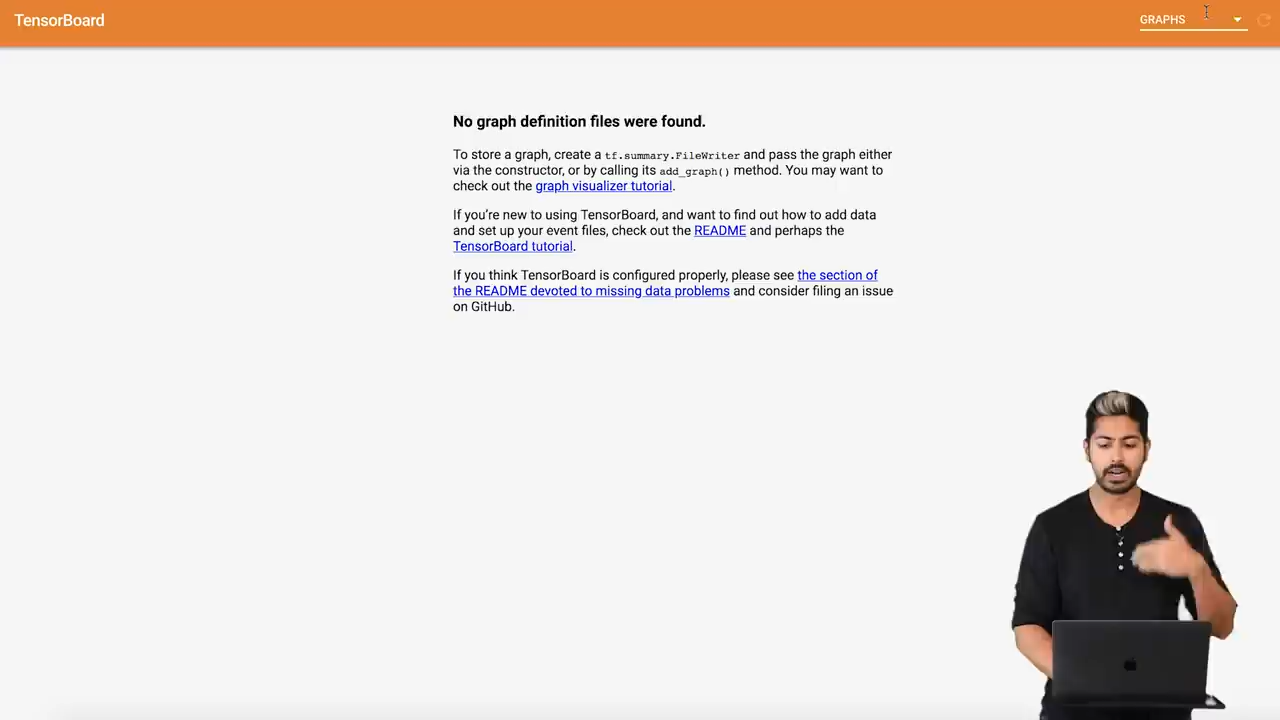 TensorBoard
GRAPHS
No graph definition files were found.
To store a graph, create a tf.summary.FileWriter and pass the graph either
via the constructor, or by calling its add_graph() method. You may want to
check out the graph visualizer tutorial.
If you're new to using TensorBoard, and want to find out how to add data
and set up your event files, check out the README and perhaps the
TensorBoard tutorial.
If you think TensorBoard is configured properly, please see the section of
the README devoted to missing data problems and consider filing an issue
on GitHub.